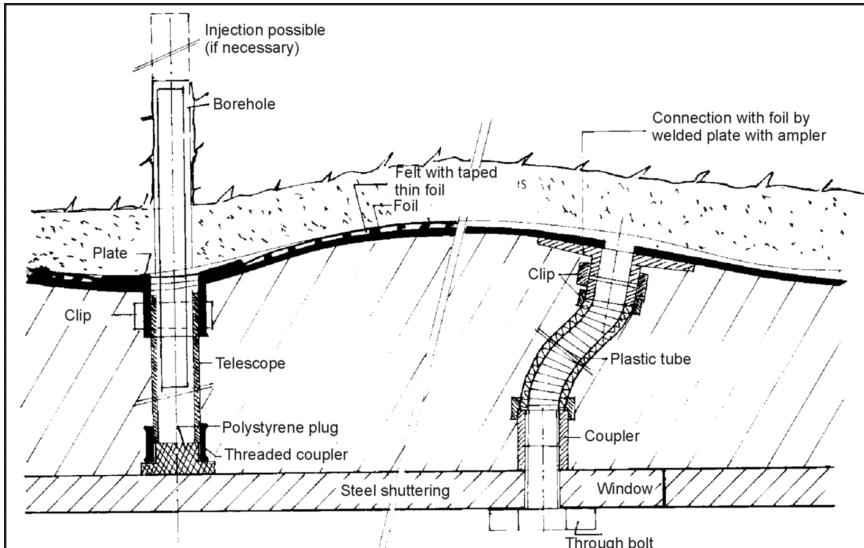 Injection possible
(if necessary)
Borehole
Connection with foil by
welded plate with ampler
Felt with taped
thin foil
Foil
Plate
Clip
Clip
Telescope
Plastic tube
Polystyrene plug
Threaded coupler
Coupler
Steel shuttering
Window
Through bolt